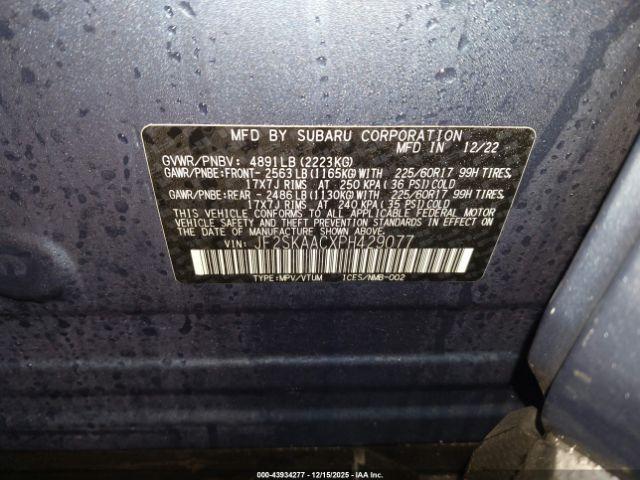 MFD BY SUBARU CORPORATION
MFD IN 12/22
GVWR/PNBV: 4891LB(2223KG)
GAWR/PNBE:FRONT- 2563LB(1165KG)WITH 225/60R17 99H TIRES
17X7J RIMS AT 250 KPA(36 PSI)COLD
GAWR/PNBE:REAR - 2486LB(1130KG)WITH 225/60R17 99H TIRES
17X7J RIMS AT 240 KPA(35 PSI)COLD
THIS VEHICLE CONFORMS TO ALL APPLICABLE FEDERAL MOTOR
VEHICLE SAFETY AND THEFT PREVENTION STANDARDS IN EFFECT ON
THE DATE OF MANUFACTURE SHOWN ABOVE.
VIN: JF2SKAACXPH429077
TYPE:MPV/VTUM ICES/NMB-002
000-43934277 - 12/15/2025 - IAA Inc.